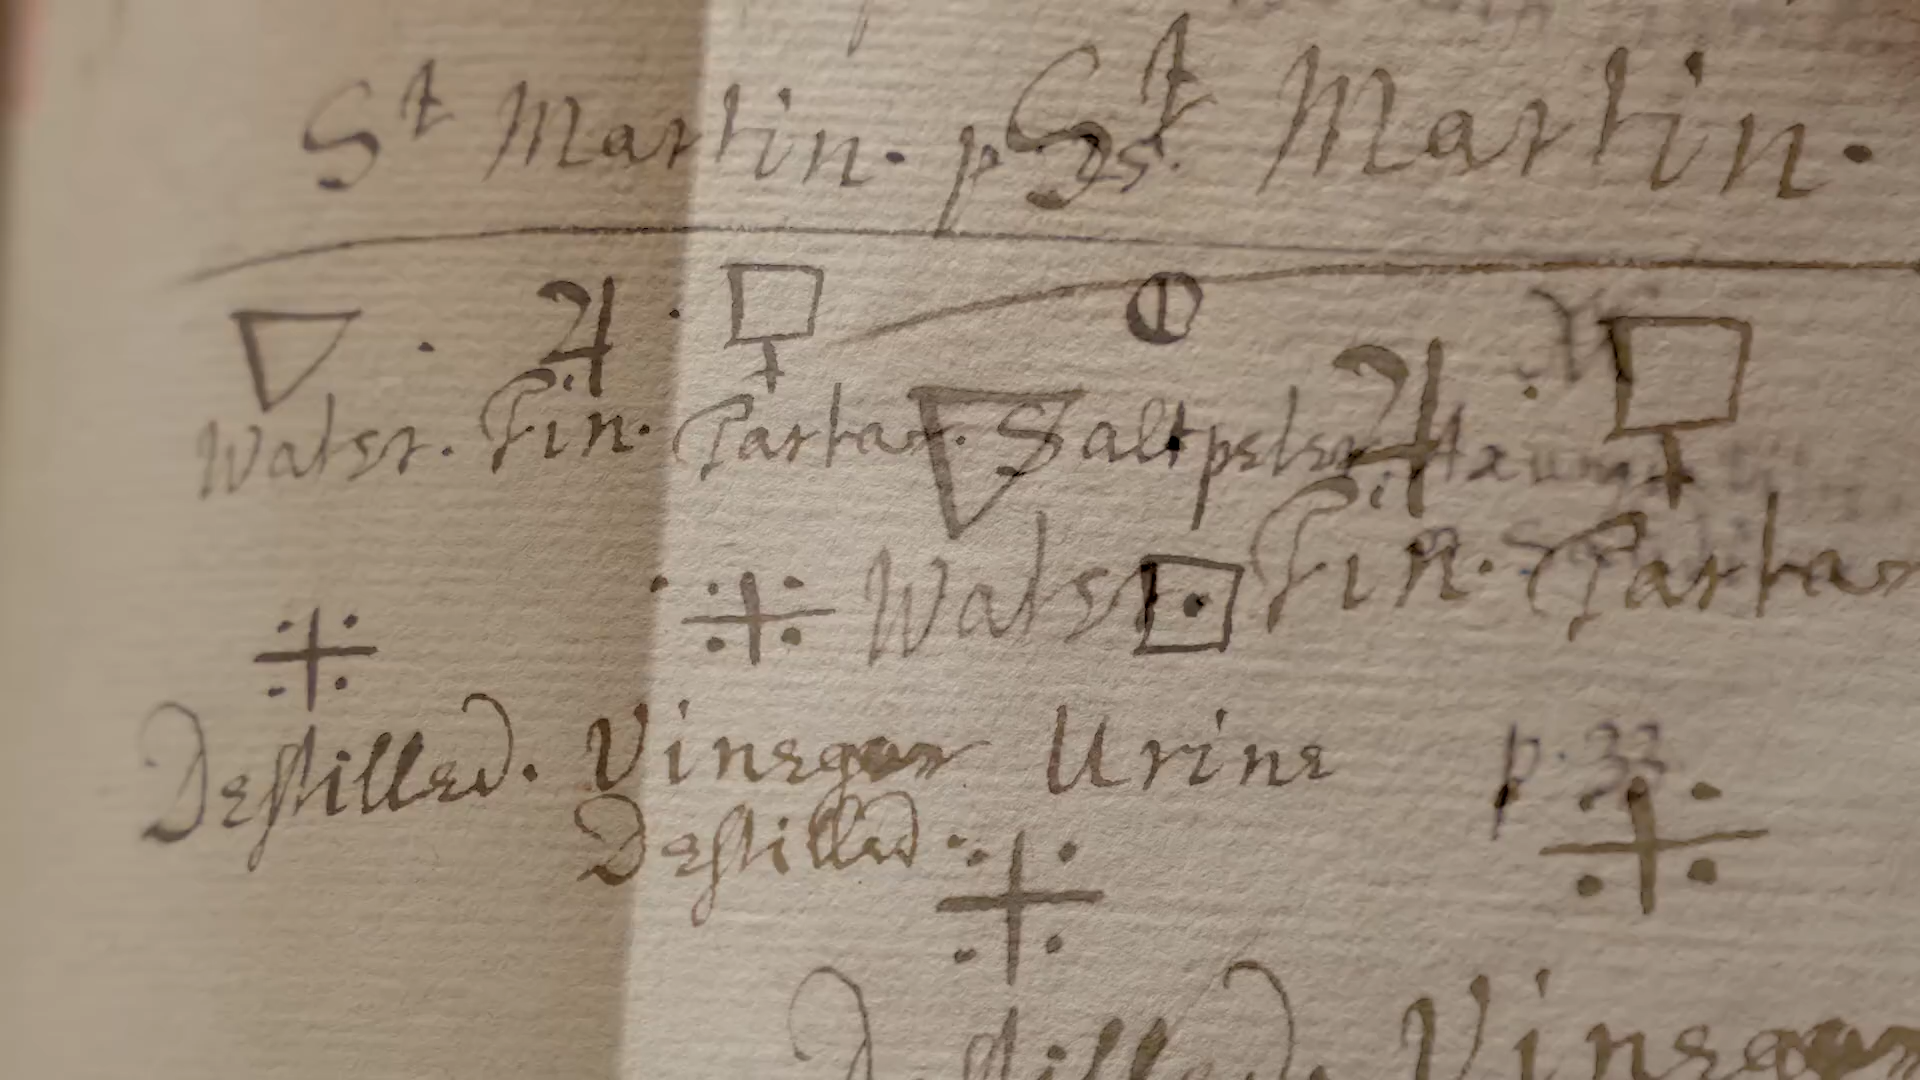 St Martin. p 35. St Martin.
▽ · ♃ · 🜿
Water. Tin. Tartar. Saltpeter. Axung
Water Tin. Tartar
Destilled. Vinegar Urine p. 33
Destilled
Destilled. Vinegar